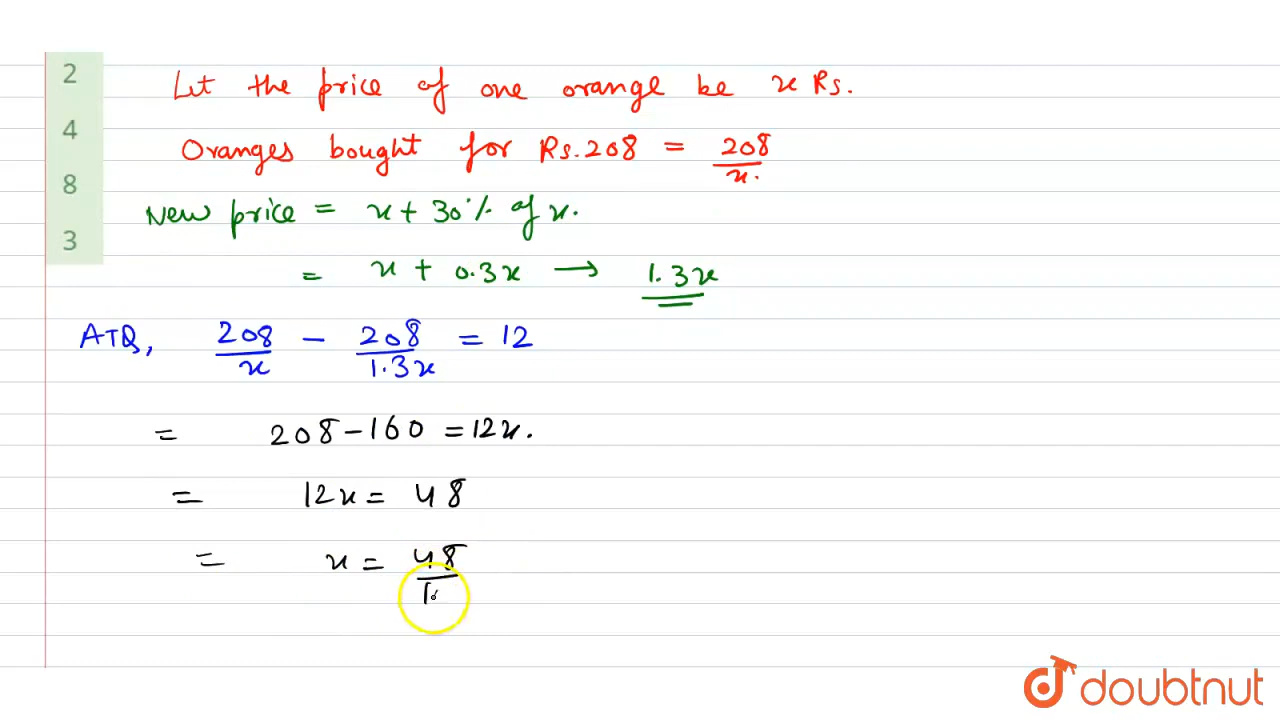 2
4
8
3
Let the price of one orange be x Rs.
Oranges bought for Rs.208 = 208/x.
New price = x + 30% of x.
= x + 0.3x → 1.3x
ATQ, 208/x - 208/1.3x = 12
= 208 - 160 = 12x.
= 12x = 48
= x = 48/1
doubtnut